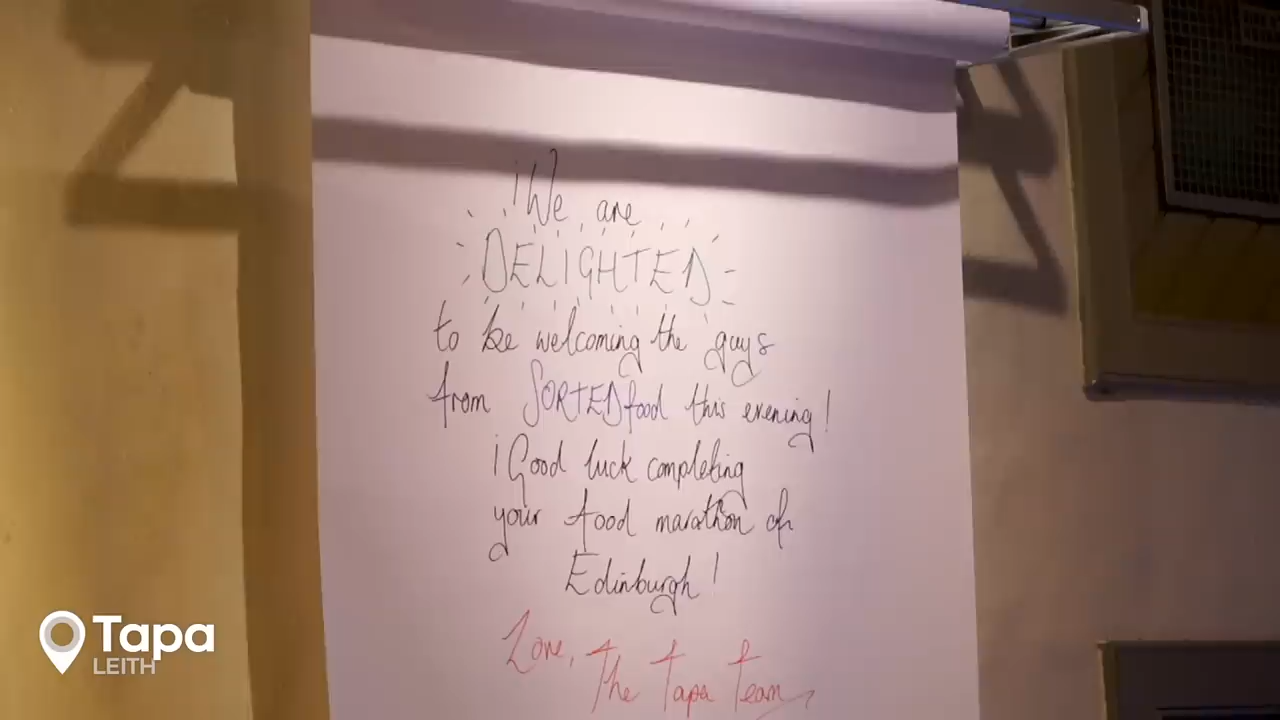 ¡We are
DELIGHTED
to be welcoming the guys
from SORTEDfood this evening!
¡Good luck completing
your food marathon of
Edinburgh!
Love, The Tapa Team
Tapa
LEITH